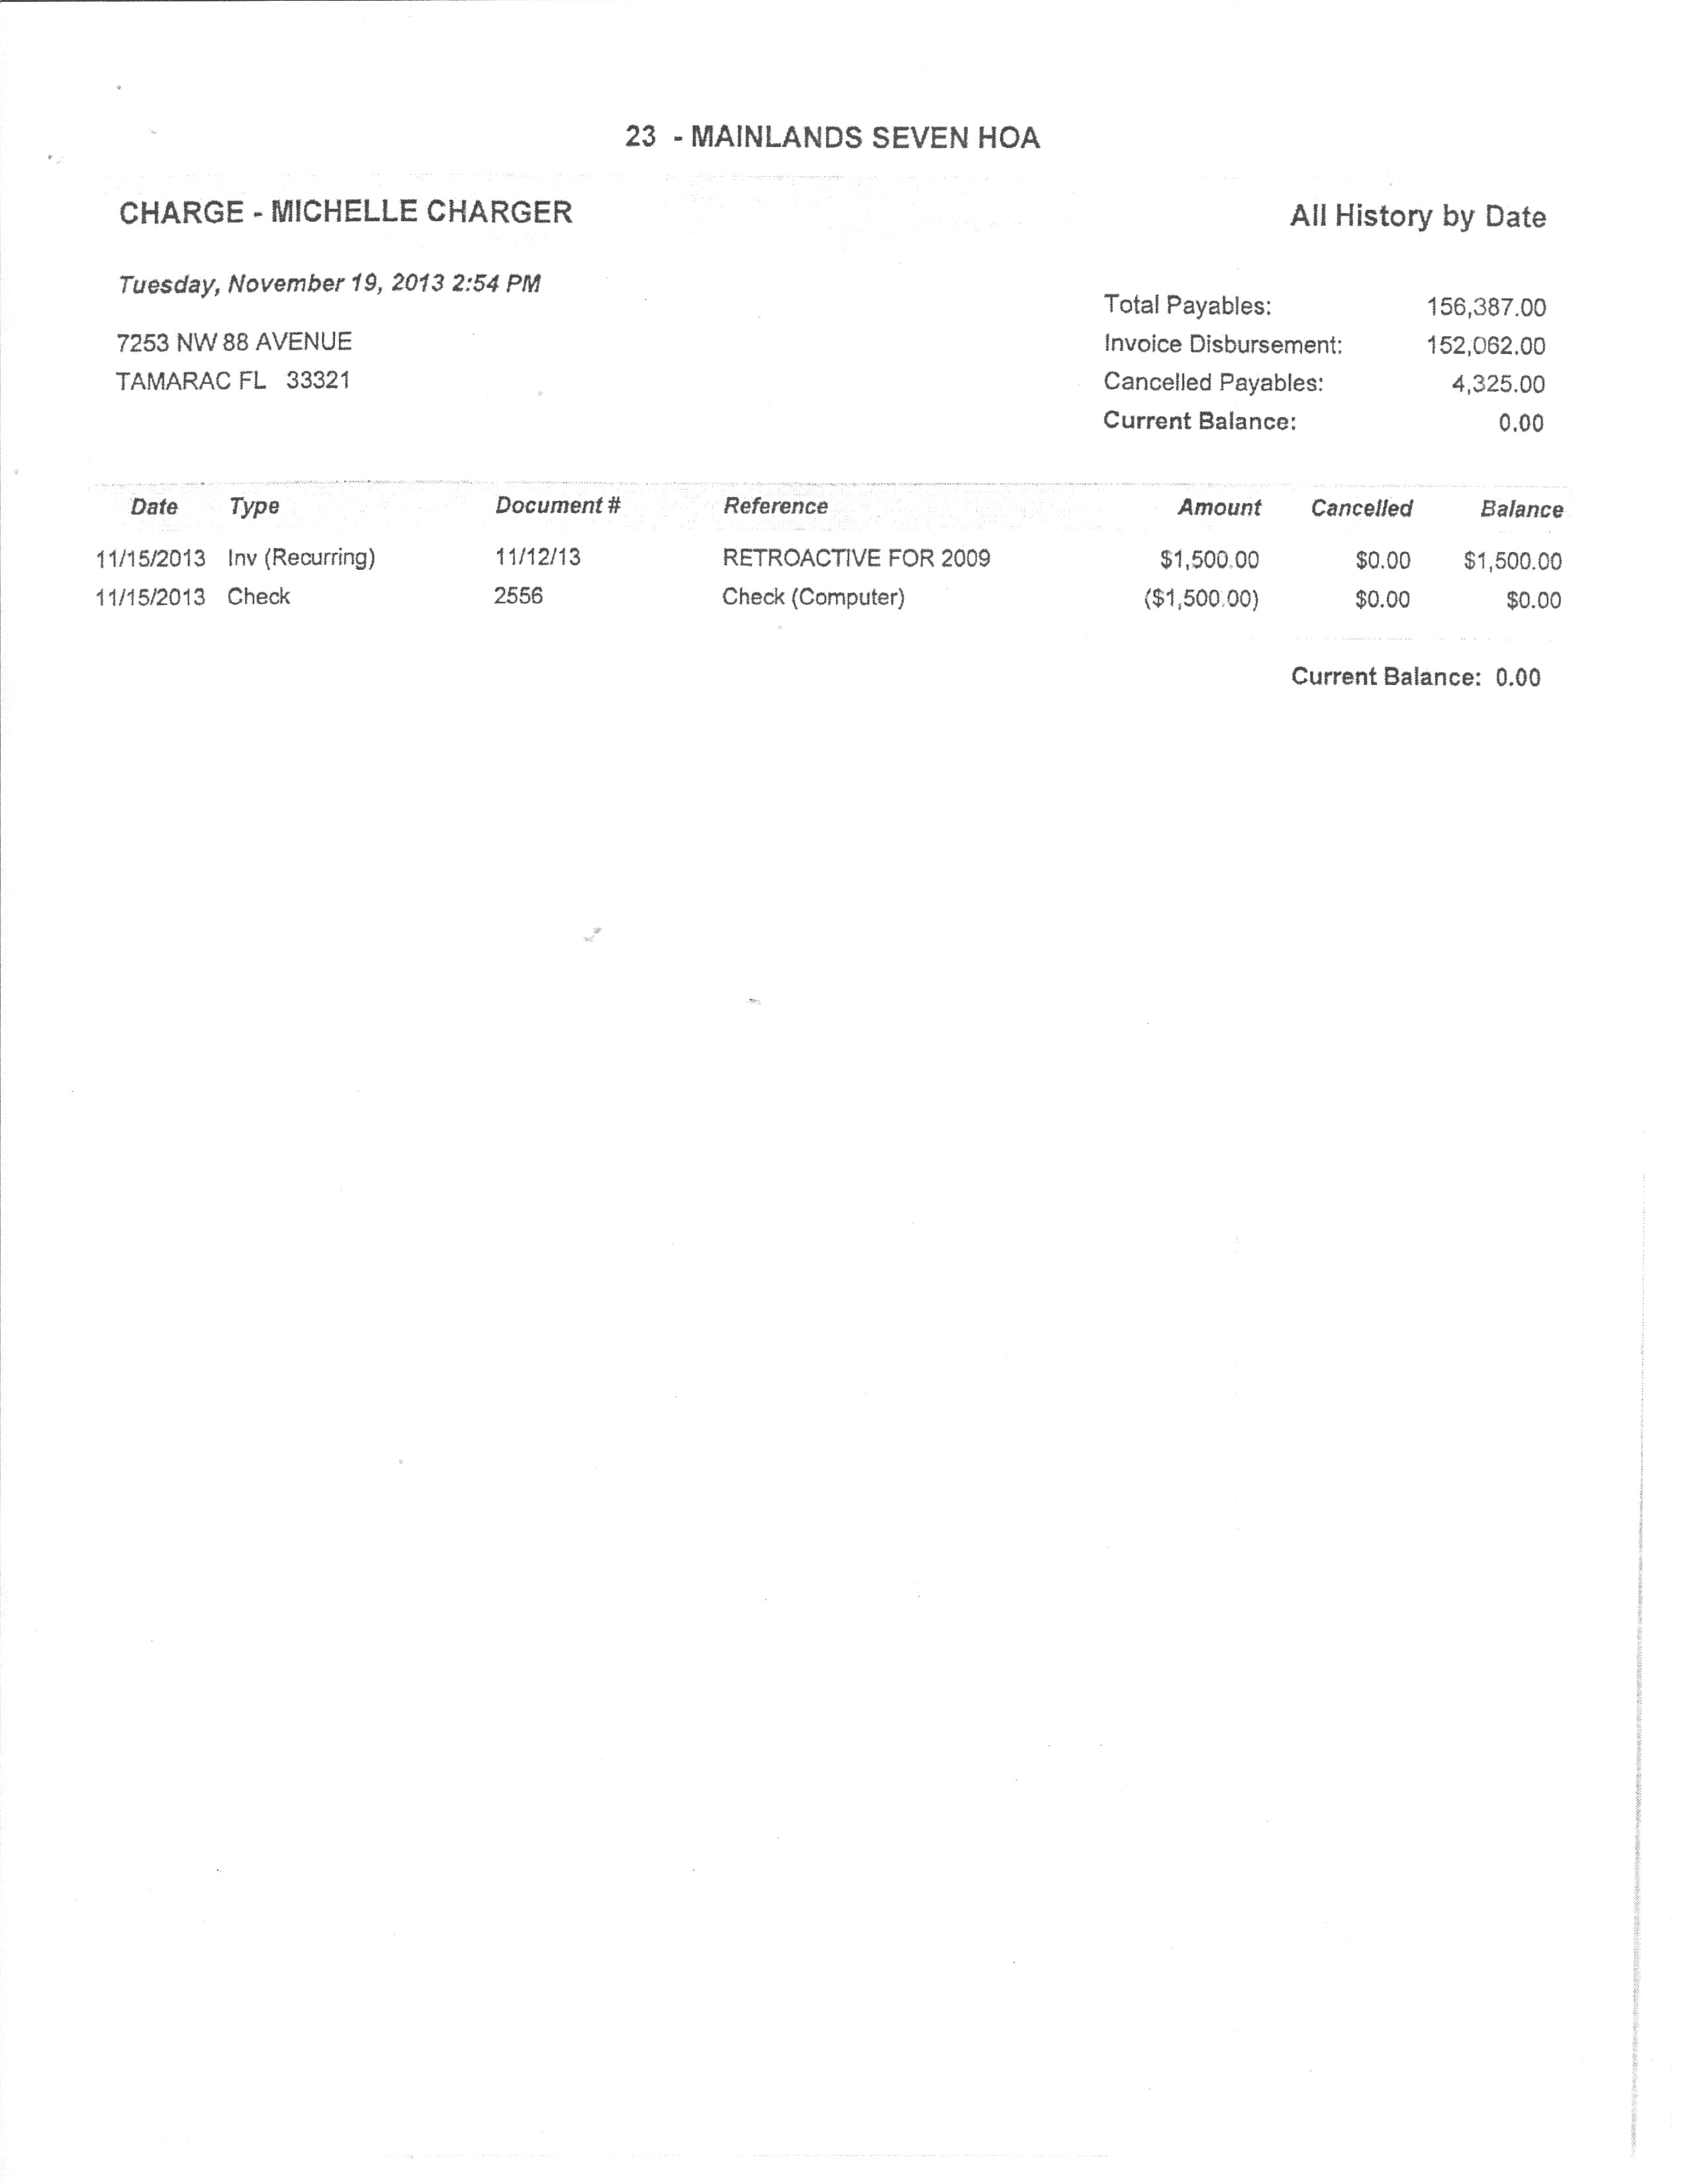 23 - MAINLANDS SEVEN HOA
CHARGE - MICHELLE CHARGER
All History by Date
Tuesday, November 19, 2013 2:54 PM
7253 NW 88 AVENUE
TAMARAC FL 33321
Total Payables: 156,387.00
Invoice Disbursement: 152,062.00
Cancelled Payables: 4,325.00
Current Balance: 0.00
Date Type Document # Reference Amount Cancelled Balance
11/15/2013 Inv (Recurring) 11/12/13 RETROACTIVE FOR 2009 $1,500.00 $0.00 $1,500.00
11/15/2013 Check 2556 Check (Computer) ($1,500.00) $0.00 $0.00
Current Balance: 0.00